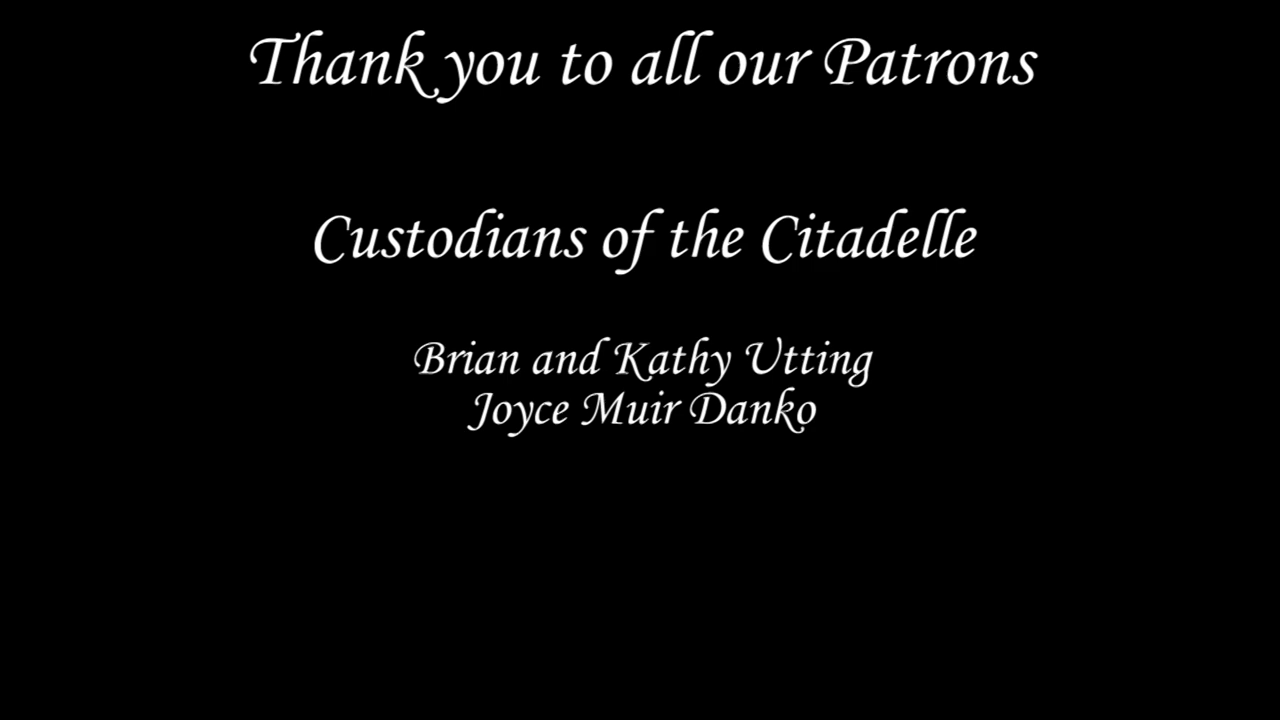 Thank you to all our Patrons
Custodians of the Citadelle
Brian and Kathy Utting
Joyce Muir Danko